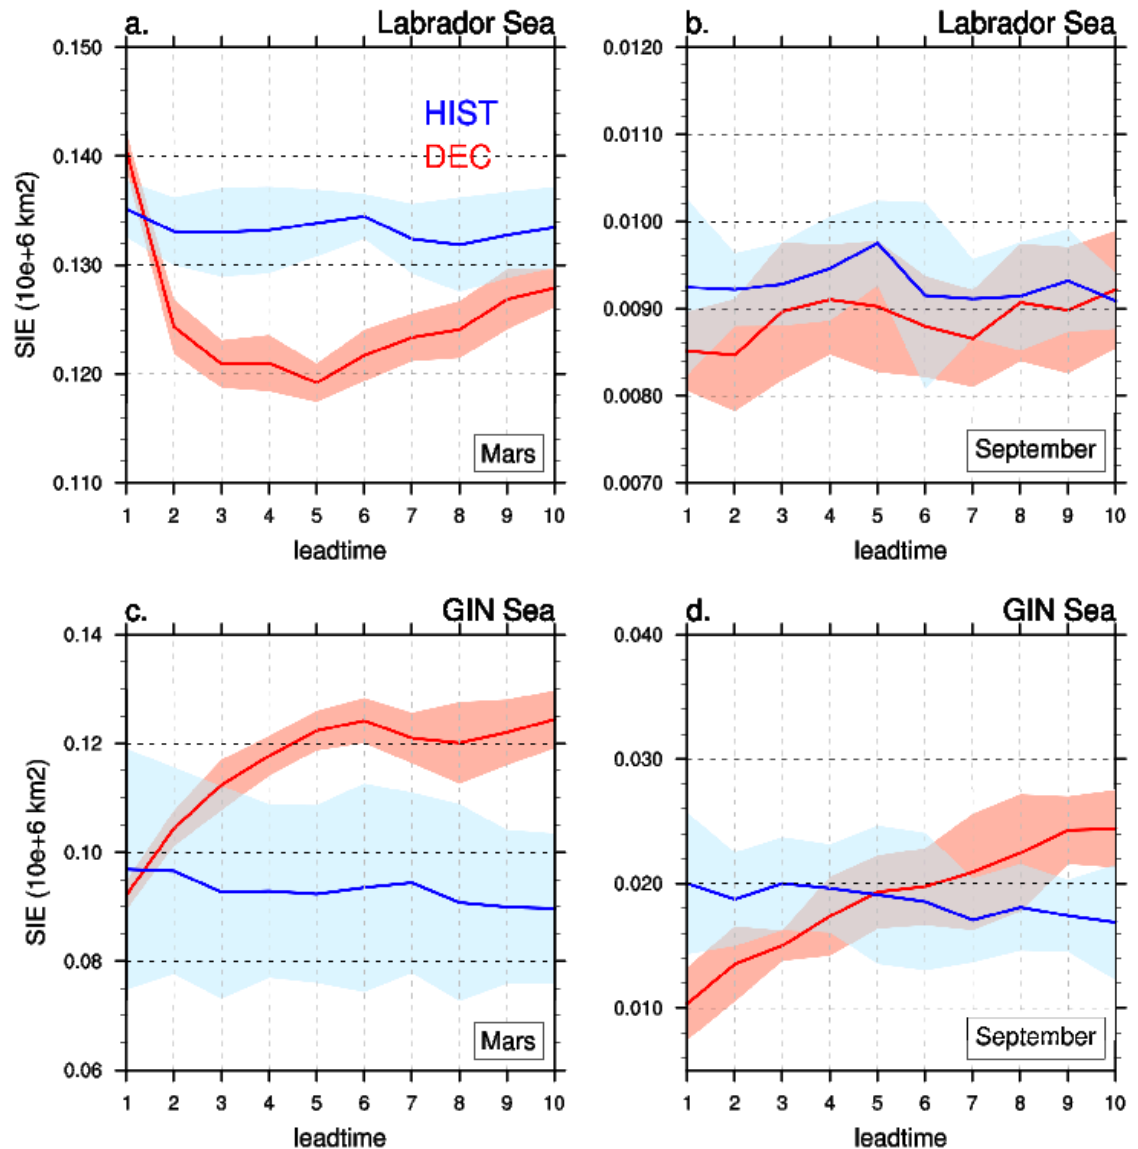 a. Labrador Sea
0.150
0.140
0.130
0.120
0.110
SIE (10e+6 km2)
HIST
DEC
Mars
1 2 3 4 5 6 7 8 9 10
leadtime
b. Labrador Sea
0.0120
0.0110
0.0100
0.0090
0.0080
0.0070
September
1 2 3 4 5 6 7 8 9 10
leadtime
c. GIN Sea
0.14
0.12
0.10
0.08
0.06
SIE (10e+6 km2)
Mars
1 2 3 4 5 6 7 8 9 10
leadtime
d. GIN Sea
0.040
0.030
0.020
0.010
September
1 2 3 4 5 6 7 8 9 10
leadtime